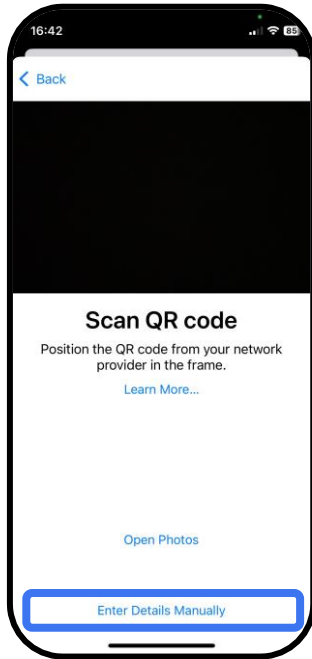 16:42
85
Back
Scan QR code
Position the QR code from your network
provider in the frame.
Learn More...
Open Photos
Enter Details Manually